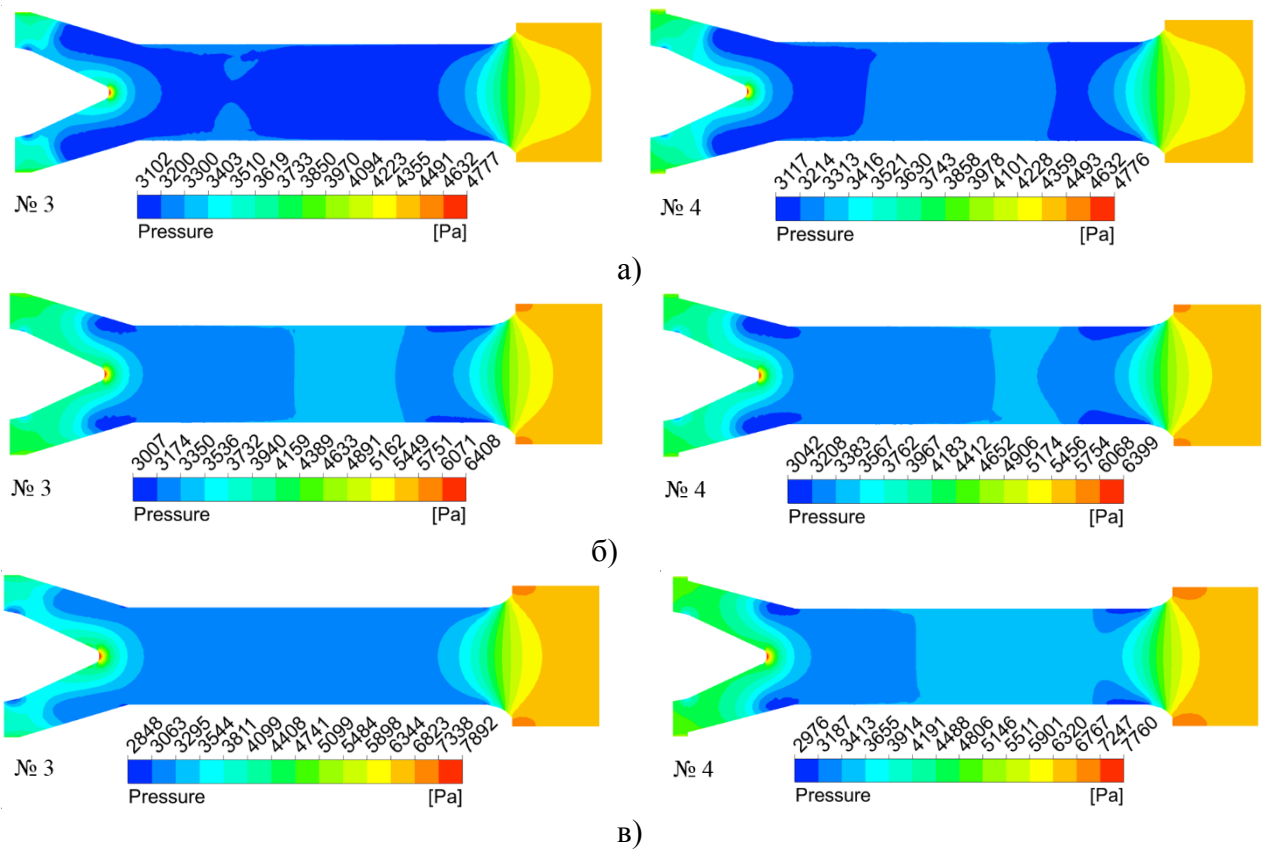 3102 3200 3300 3403 3510 3619 3733 3850 3970 4094 4223 4355 4491 4632 4777
№ 3
Pressure [Pa]
3117 3214 3313 3416 3521 3630 3743 3858 3978 4101 4228 4359 4493 4632 4776
№ 4
Pressure [Pa]
а)
3007 3174 3350 3536 3732 3940 4159 4389 4633 4891 5162 5449 5751 6071 6408
№ 3
Pressure [Pa]
3042 3208 3383 3567 3762 3967 4183 4412 4652 4906 5174 5456 5754 6068 6399
№ 4
Pressure [Pa]
б)
2848 3063 3295 3544 3811 4099 4408 4741 5099 5484 5898 6344 6823 7338 7892
№ 3
Pressure [Pa]
2976 3187 3413 3655 3914 4191 4488 4806 5146 5511 5901 6320 6767 7247 7760
№ 4
Pressure [Pa]
в)